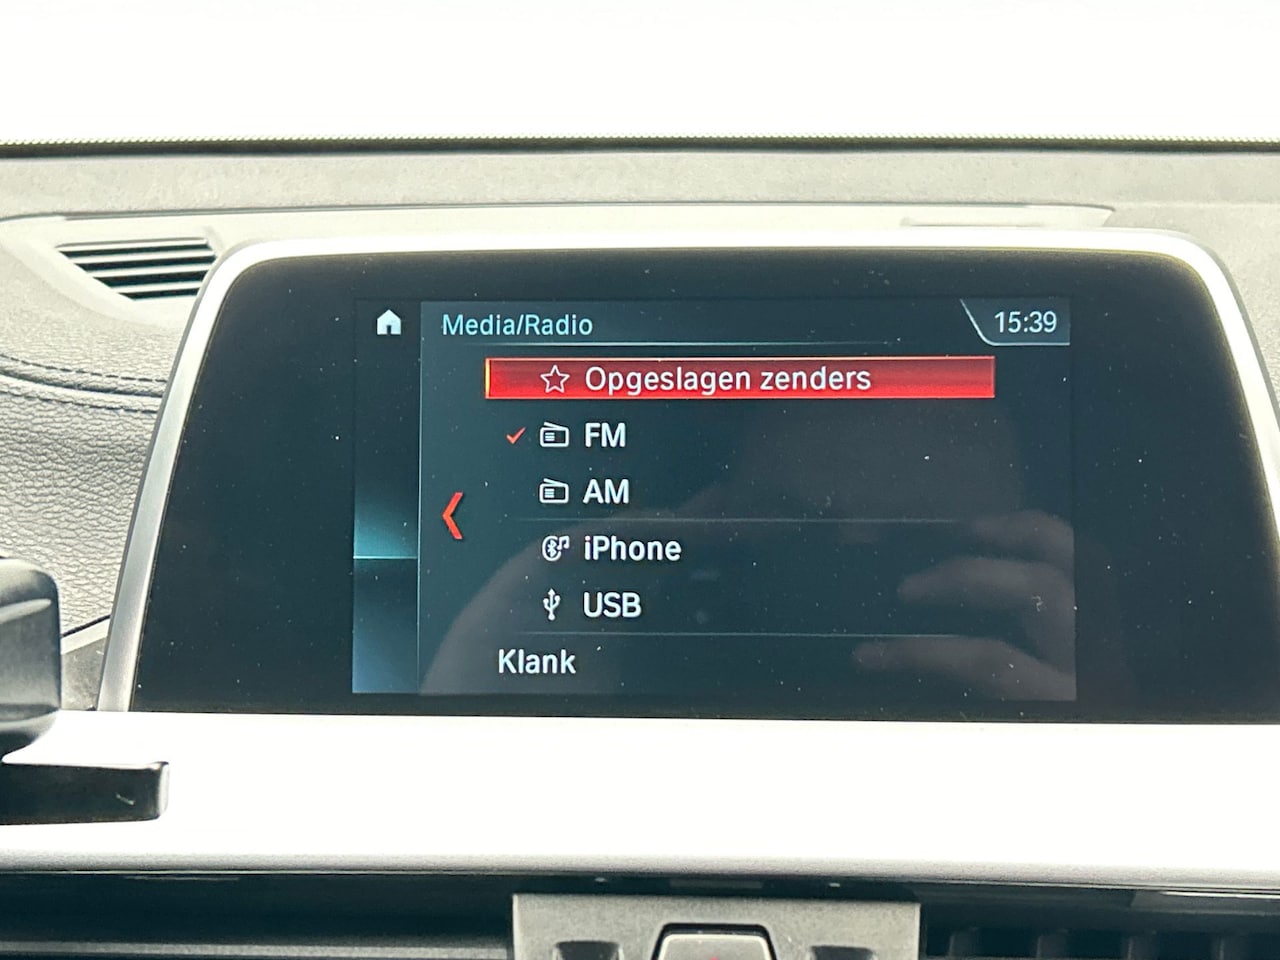 Media/Radio
15:39
Opgeslagen zenders
FM
AM
iPhone
USB
Klank